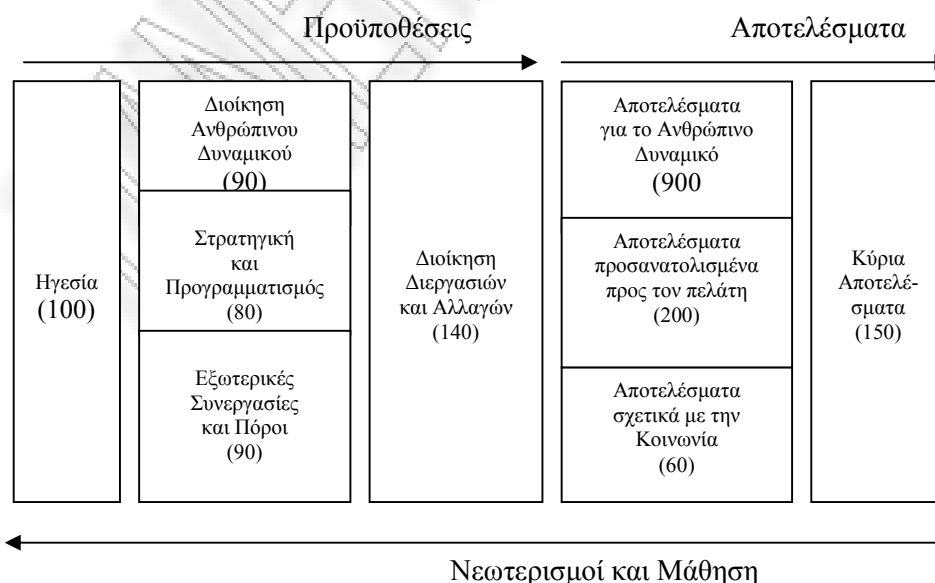 Προϋποθέσεις
Αποτελέσματα
Ηγεσία
(100)
Διοίκηση
Ανθρώπινου
Δυναμικού
(90)
Στρατηγική
και
Προγραμματισμός
(80)
Εξωτερικές
Συνεργασίες
και Πόροι
(90)
Διοίκηση
Διεργασιών
και Αλλαγών
(140)
Αποτελέσματα
για το Ανθρώπινο
Δυναμικό
(900
Αποτελέσματα
προσανατολισμένα
προς τον πελάτη
(200)
Αποτελέσματα
σχετικά με την
Κοινωνία
(60)
Κύρια
Αποτελέ-
σματα
(150)
Νεωτερισμοί και Μάθηση